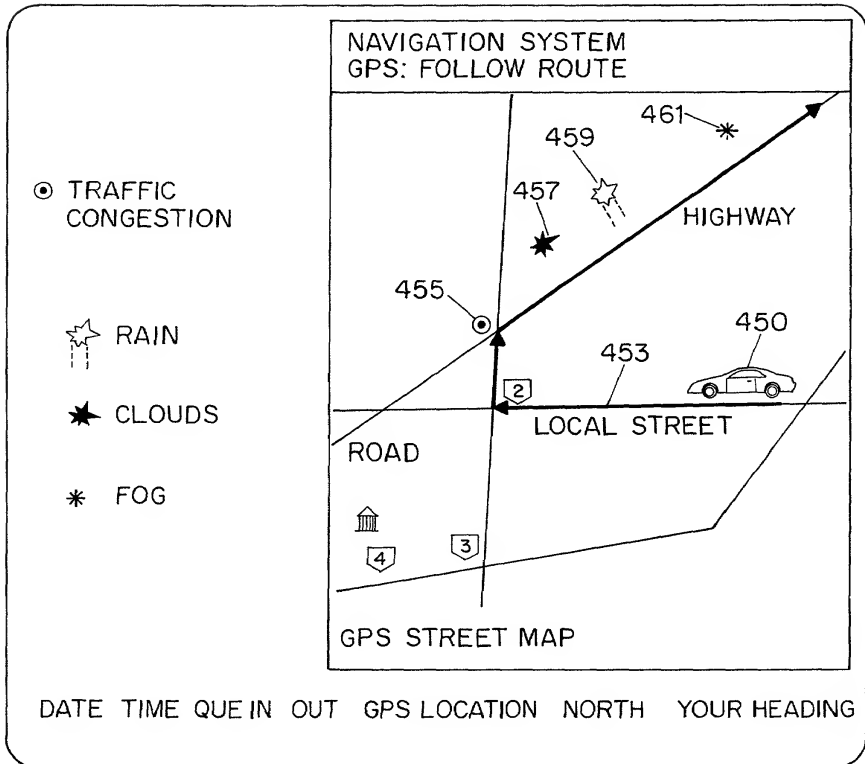 NAVIGATION SYSTEM
GPS: FOLLOW ROUTE
461
459
TRAFFIC
CONGESTION
457
HIGHWAY
455
450
RAIN
453
2
CLOUDS
LOCAL STREET
ROAD
FOG
3
4
GPS STREET MAP
DATE TIME QUE IN OUT GPS LOCATION NORTH YOUR HEADING